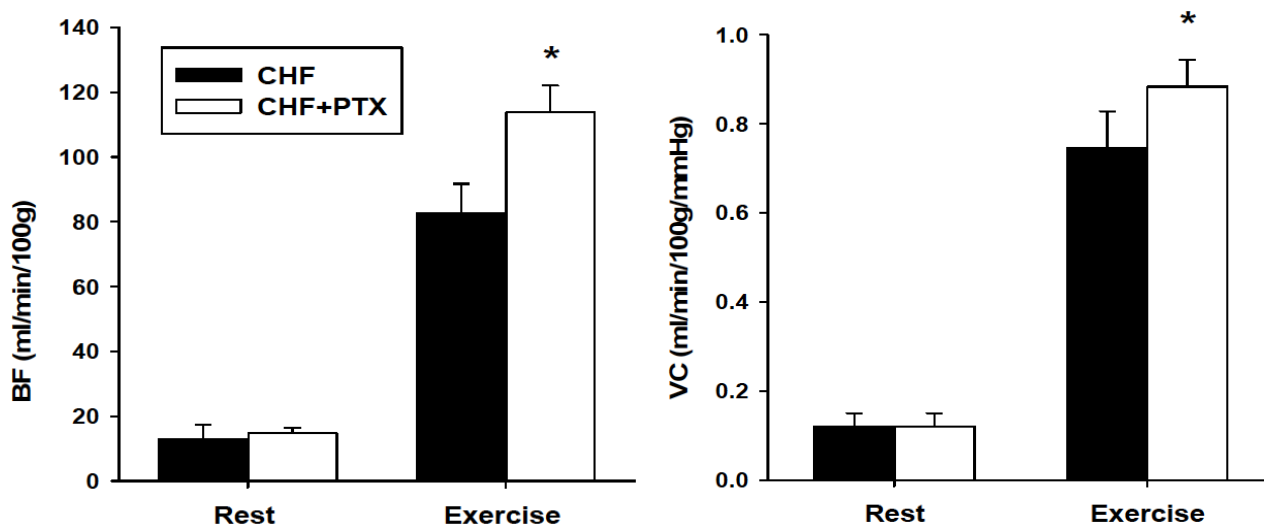 140
120
100
80
60
40
20
0
BF (ml/min/100g)
CHF
CHF+PTX
*
Rest
Exercise
1.0
0.8
0.6
0.4
0.2
0.0
VC (ml/min/100g/mmHg)
*
Rest
Exercise